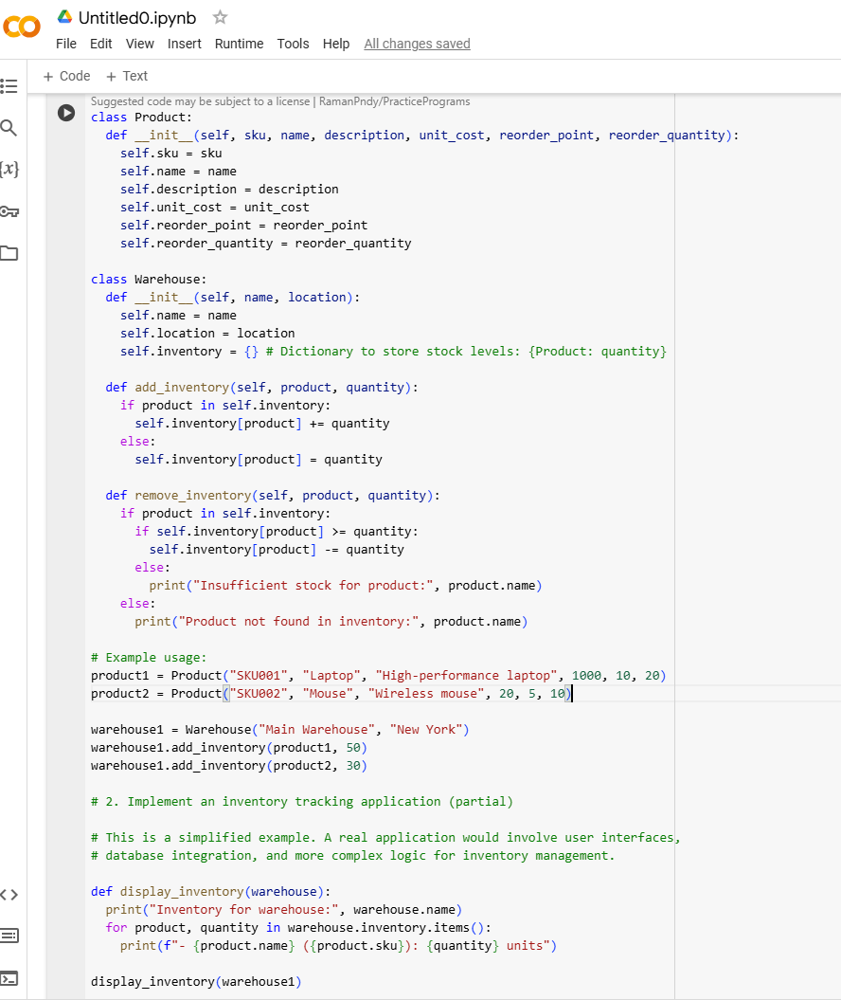 CO
Untitled0.ipynb
File Edit View Insert Runtime Tools Help All changes saved
+ Code + Text
Suggested code may be subject to a license | RamanPndy/PracticePrograms
class Product:
  def __init__(self, sku, name, description, unit_cost, reorder_point, reorder_quantity):
    self.sku = sku
    self.name = name
    self.description = description
    self.unit_cost = unit_cost
    self.reorder_point = reorder_point
    self.reorder_quantity = reorder_quantity

class Warehouse:
  def __init__(self, name, location):
    self.name = name
    self.location = location
    self.inventory = {} # Dictionary to store stock levels: {Product: quantity}

  def add_inventory(self, product, quantity):
    if product in self.inventory:
      self.inventory[product] += quantity
    else:
      self.inventory[product] = quantity

  def remove_inventory(self, product, quantity):
    if product in self.inventory:
      if self.inventory[product] >= quantity:
        self.inventory[product] -= quantity
      else:
        print("Insufficient stock for product:", product.name)
    else:
      print("Product not found in inventory:", product.name)

# Example usage:
product1 = Product("SKU001", "Laptop", "High-performance laptop", 1000, 10, 20)
product2 = Product("SKU002", "Mouse", "Wireless mouse", 20, 5, 10)

warehouse1 = Warehouse("Main Warehouse", "New York")
warehouse1.add_inventory(product1, 50)
warehouse1.add_inventory(product2, 30)

# 2. Implement an inventory tracking application (partial)

# This is a simplified example. A real application would involve user interfaces,
# database integration, and more complex logic for inventory management.

def display_inventory(warehouse):
  print("Inventory for warehouse:", warehouse.name)
  for product, quantity in warehouse.inventory.items():
    print(f"- {product.name} ({product.sku}): {quantity} units")

display_inventory(warehouse1)